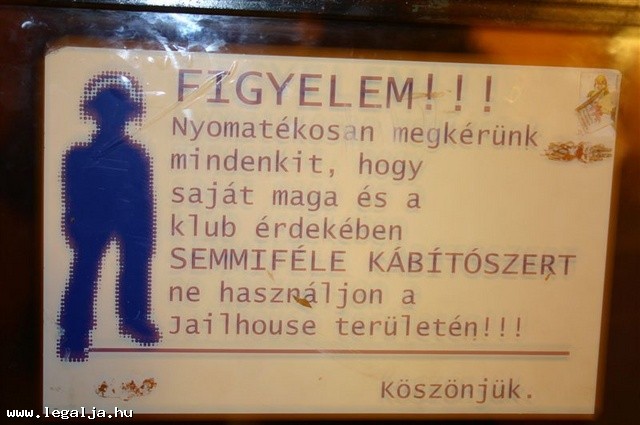 FIGYELEM!!!
Nyomatékosan megkérünk
mindenkit, hogy
saját maga és a
klub érdekében
SEMMIFÉLE KÁBÍTÓSZERT
ne használjon a
Jailhouse területén!!!
Köszönjük.
www.legalja.hu